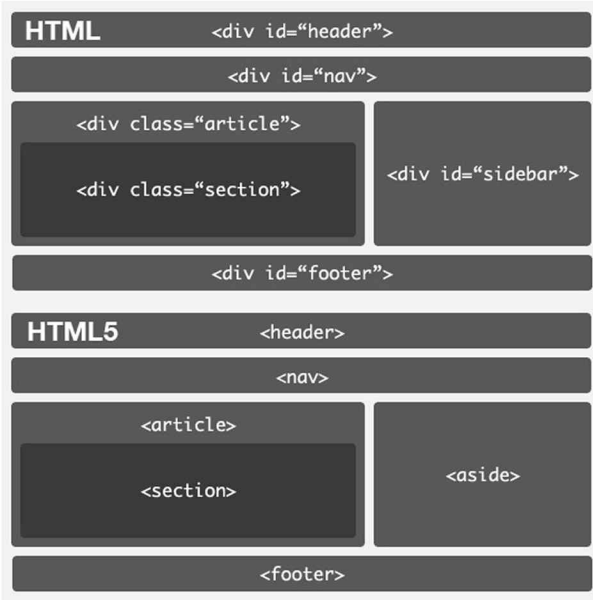 HTML <div id=“header”>
<div id=“nav”>
<div class=“article”>
<div class=“section”>
<div id=“sidebar”>
<div id=“footer”>
HTML5 <header>
<nav>
<article>
<section>
<aside>
<footer>